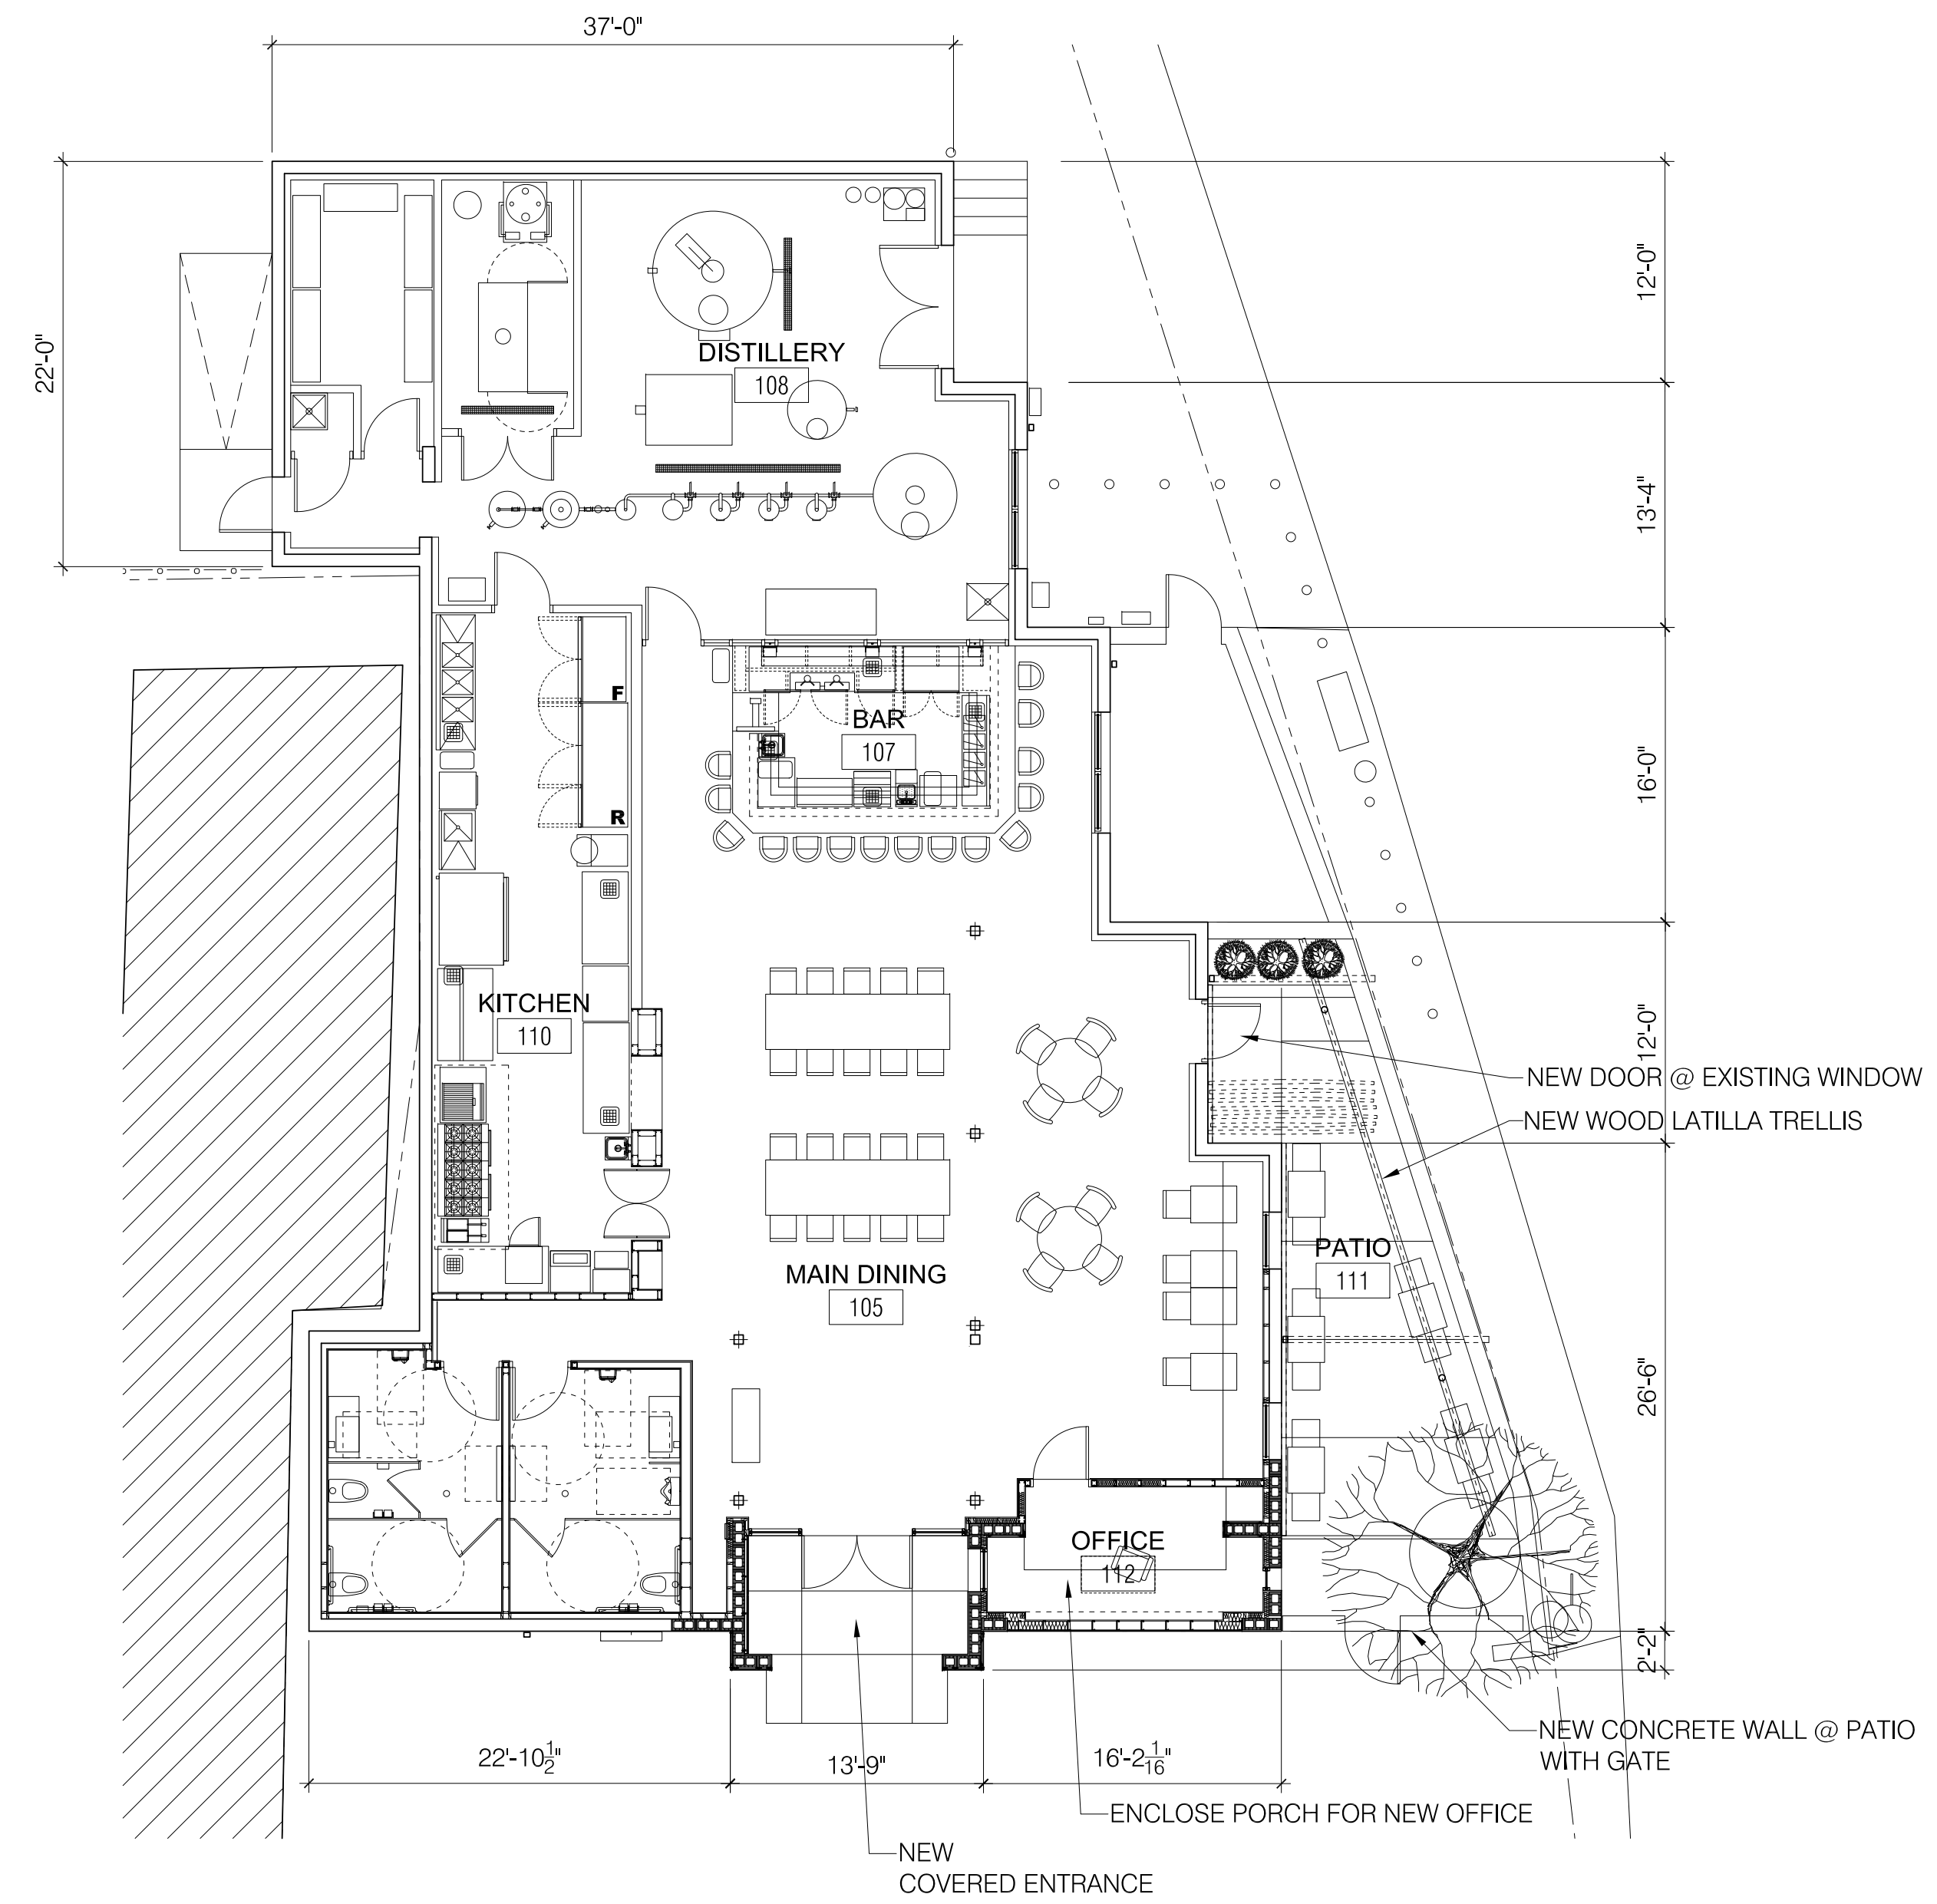 37'-0"
22'-0"
12'-0"
DISTILLERY
108
13'-4"
F
BAR
107
R
16'-0"
KITCHEN
110
12'-0"
NEW DOOR @ EXISTING WINDOW
NEW WOOD LATILLA TRELLIS
PATIO
111
MAIN DINING
105
26'-6"
OFFICE
112
2'-2"
NEW CONCRETE WALL @ PATIO
WITH GATE
22'-10 1/2"
13'-9"
16'-2 1/16"
ENCLOSE PORCH FOR NEW OFFICE
NEW
COVERED ENTRANCE